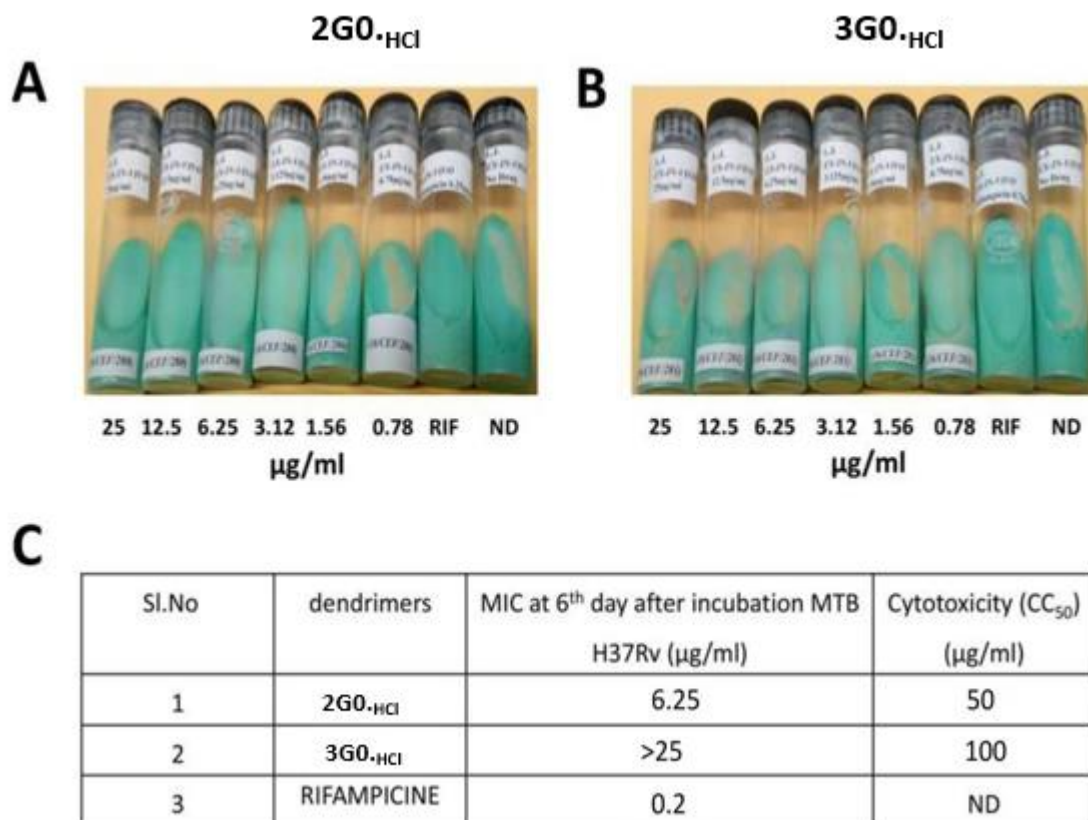 2G0.HCl
3G0.HCl
A
B
25 12.5 6.25 3.12 1.56 0.78 RIF ND
µg/ml
25 12.5 6.25 3.12 1.56 0.78 RIF ND
µg/ml
C
Sl.No dendrimers MIC at 6th day after incubation MTB H37Rv (µg/ml) Cytotoxicity (CC50) (µg/ml)
1 2G0.HCl 6.25 50
2 3G0.HCl >25 100
3 RIFAMPICINE 0.2 ND